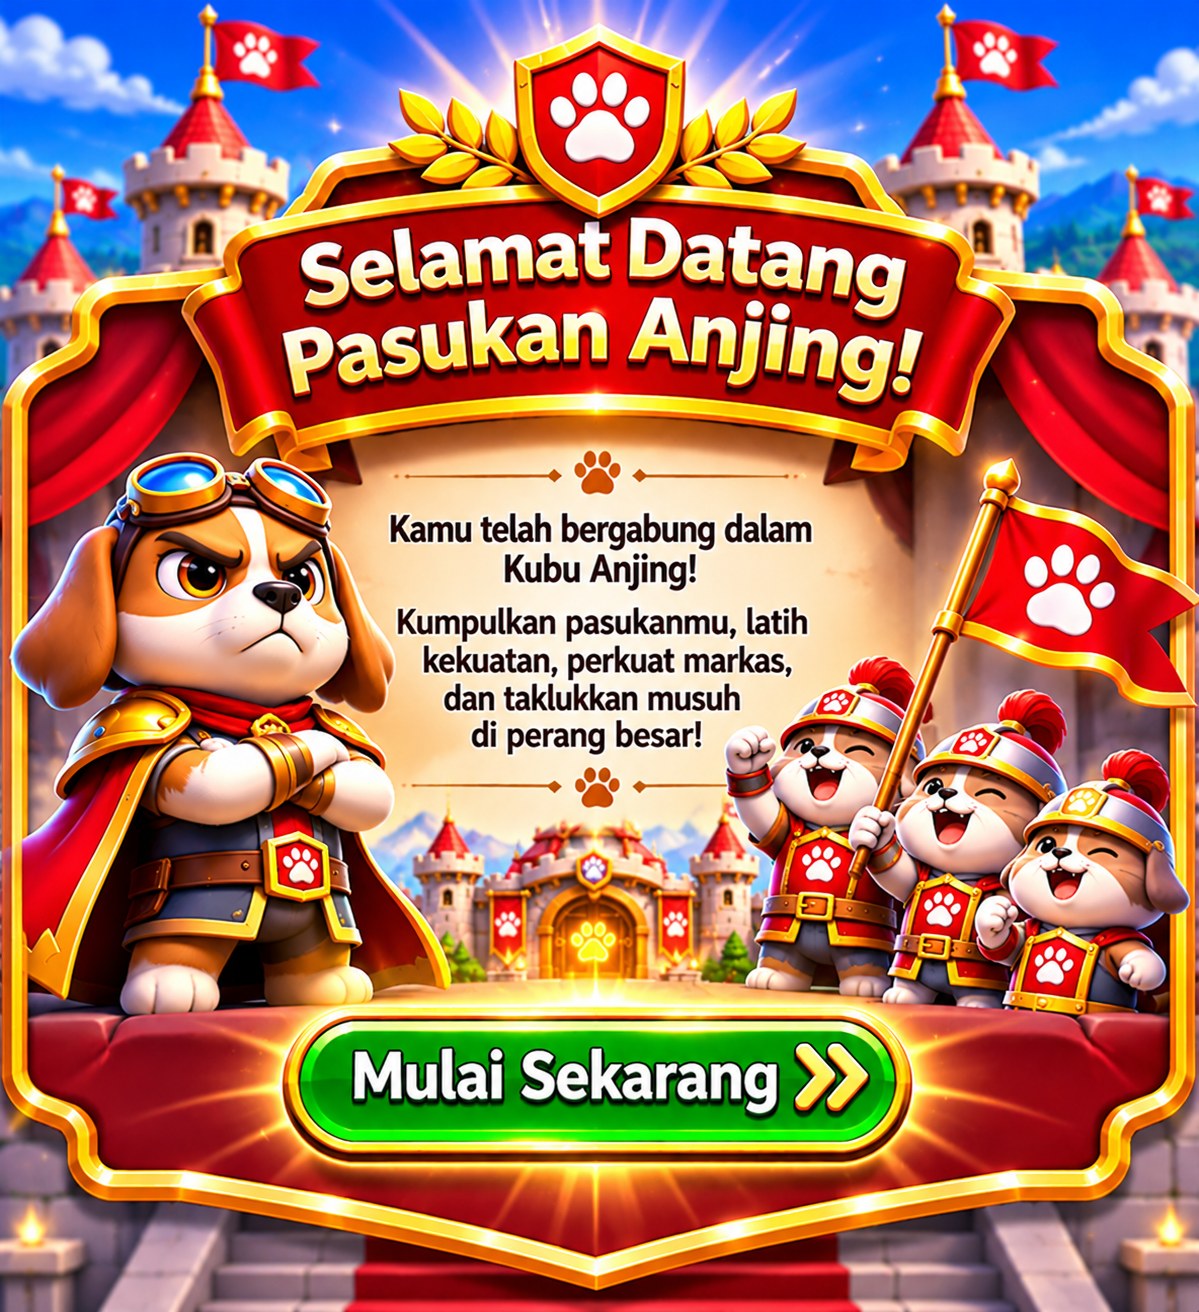 Selamat Datang
Pasukan Anjing!
Kamu telah bergabung dalam
Kubu Anjing!
Kumpulkan pasukanmu, latih
kekuatan, perkuat markas,
dan taklukkan musuh
di perang besar!
Mulai Sekarang